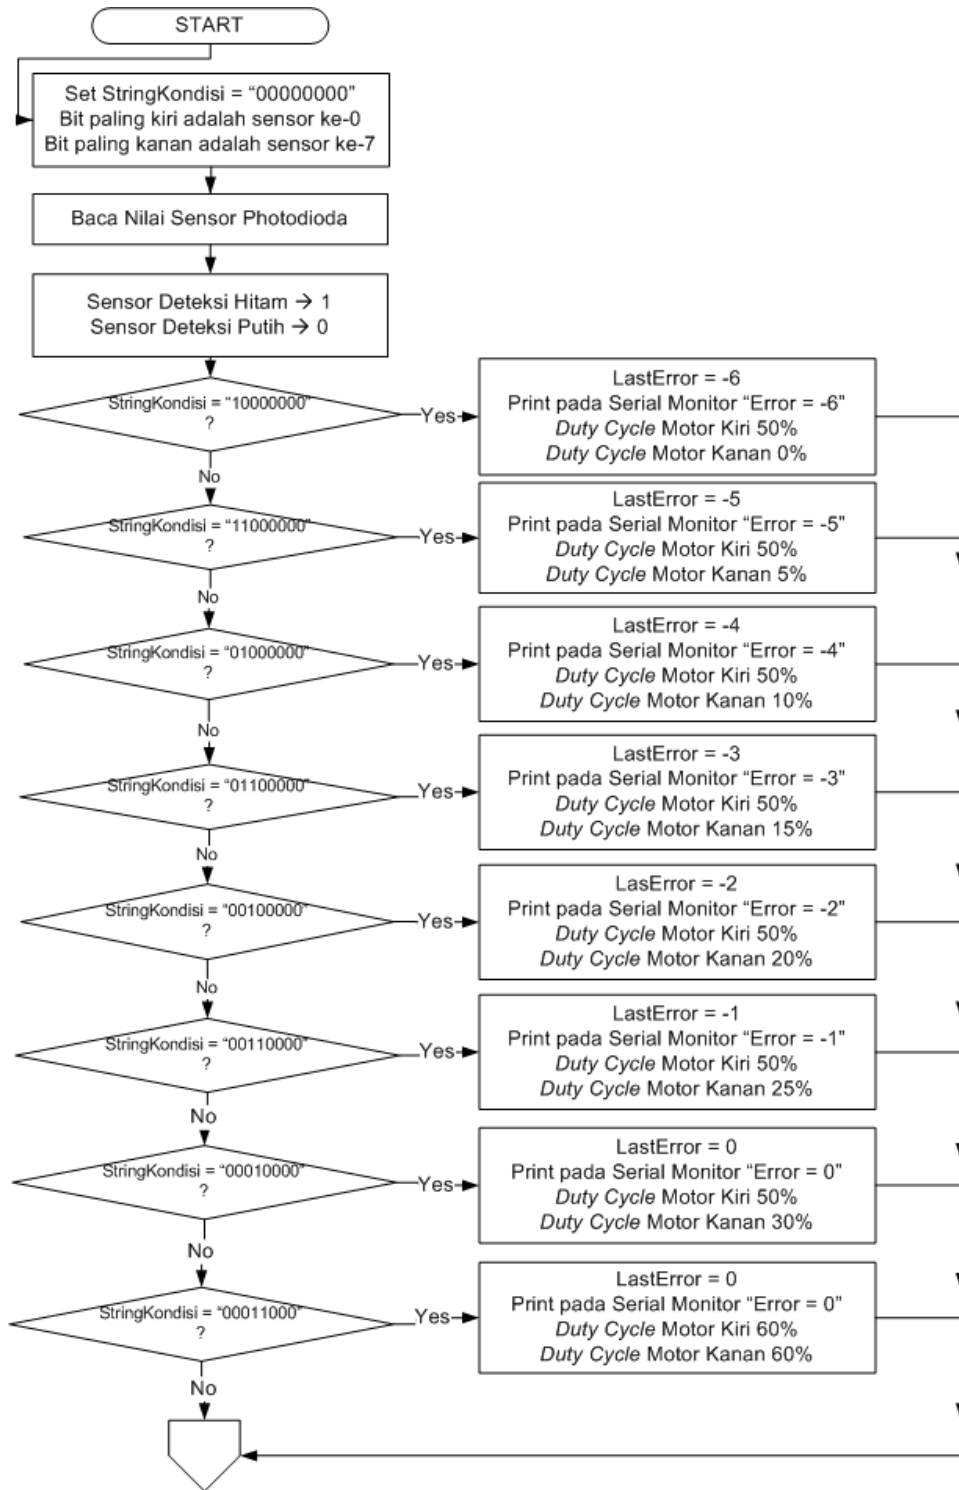 START
Set StringKondisi = “00000000”
Bit paling kiri adalah sensor ke-0
Bit paling kanan adalah sensor ke-7
Baca Nilai Sensor Photodioda
Sensor Deteksi Hitam → 1
Sensor Deteksi Putih → 0
StringKondisi = “10000000”
?
Yes
LastError = -6
Print pada Serial Monitor “Error = -6”
Duty Cycle Motor Kiri 50%
Duty Cycle Motor Kanan 0%
No
StringKondisi = “11000000”
?
Yes
LastError = -5
Print pada Serial Monitor “Error = -5”
Duty Cycle Motor Kiri 50%
Duty Cycle Motor Kanan 5%
No
StringKondisi = “01000000”
?
Yes
LastError = -4
Print pada Serial Monitor “Error = -4”
Duty Cycle Motor Kiri 50%
Duty Cycle Motor Kanan 10%
No
StringKondisi = “01100000”
?
Yes
LastError = -3
Print pada Serial Monitor “Error = -3”
Duty Cycle Motor Kiri 50%
Duty Cycle Motor Kanan 15%
No
StringKondisi = “00100000”
?
Yes
LasError = -2
Print pada Serial Monitor “Error = -2”
Duty Cycle Motor Kiri 50%
Duty Cycle Motor Kanan 20%
No
StringKondisi = “00110000”
?
Yes
LastError = -1
Print pada Serial Monitor “Error = -1”
Duty Cycle Motor Kiri 50%
Duty Cycle Motor Kanan 25%
No
StringKondisi = “00010000”
?
Yes
LastError = 0
Print pada Serial Monitor “Error = 0”
Duty Cycle Motor Kiri 50%
Duty Cycle Motor Kanan 30%
No
StringKondisi = “00011000”
?
Yes
LastError = 0
Print pada Serial Monitor “Error = 0”
Duty Cycle Motor Kiri 60%
Duty Cycle Motor Kanan 60%
No